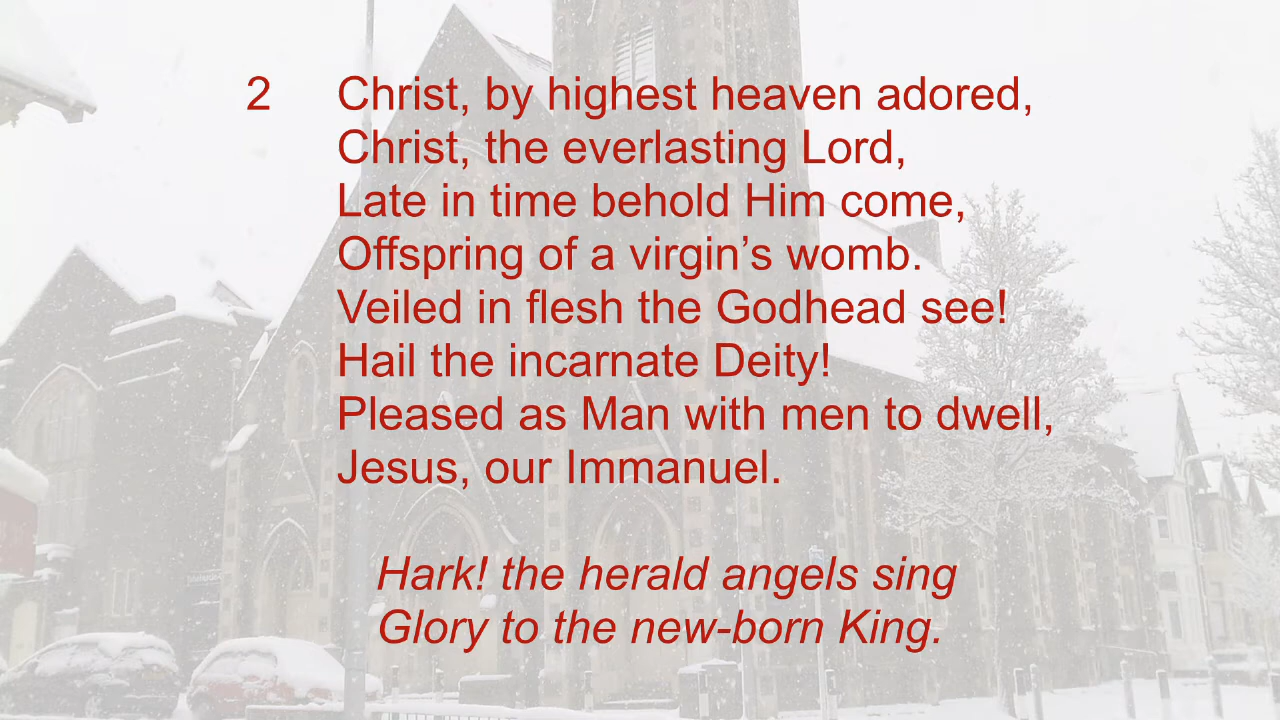 2 Christ, by highest heaven adored,
Christ, the everlasting Lord,
Late in time behold Him come,
Offspring of a virgin’s womb.
Veiled in flesh the Godhead see!
Hail the incarnate Deity!
Pleased as Man with men to dwell,
Jesus, our Immanuel.
Hark! the herald angels sing
Glory to the new-born King.